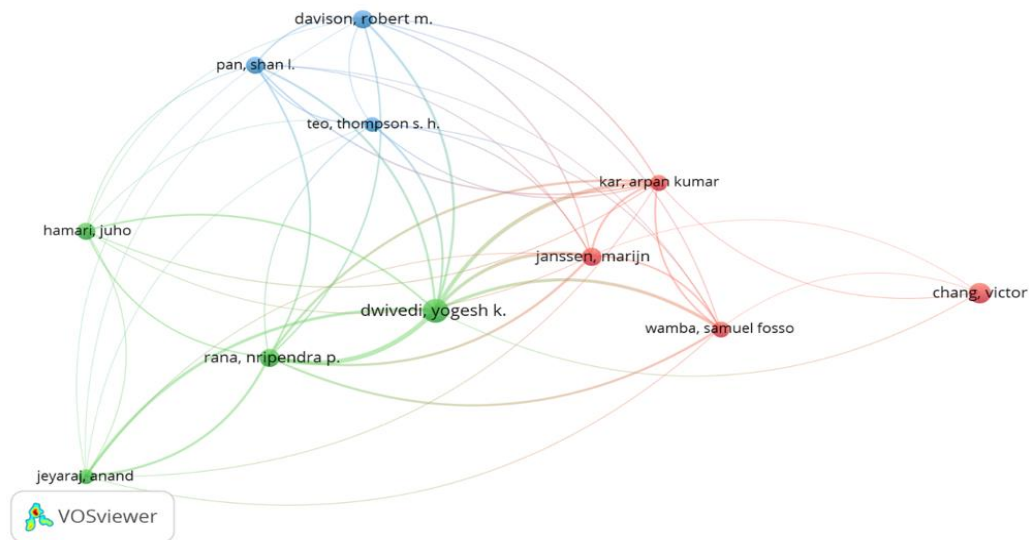 davison, robert m.
pan, shan l.
teo, thompson s. h.
kar, arpan kumar
hamari, juho
janssen, marijn
chang, victor
dwivedi, yogesh k.
wamba, samuel fosso
rana, nripendra p.
jeyaraj, anand
VOSviewer